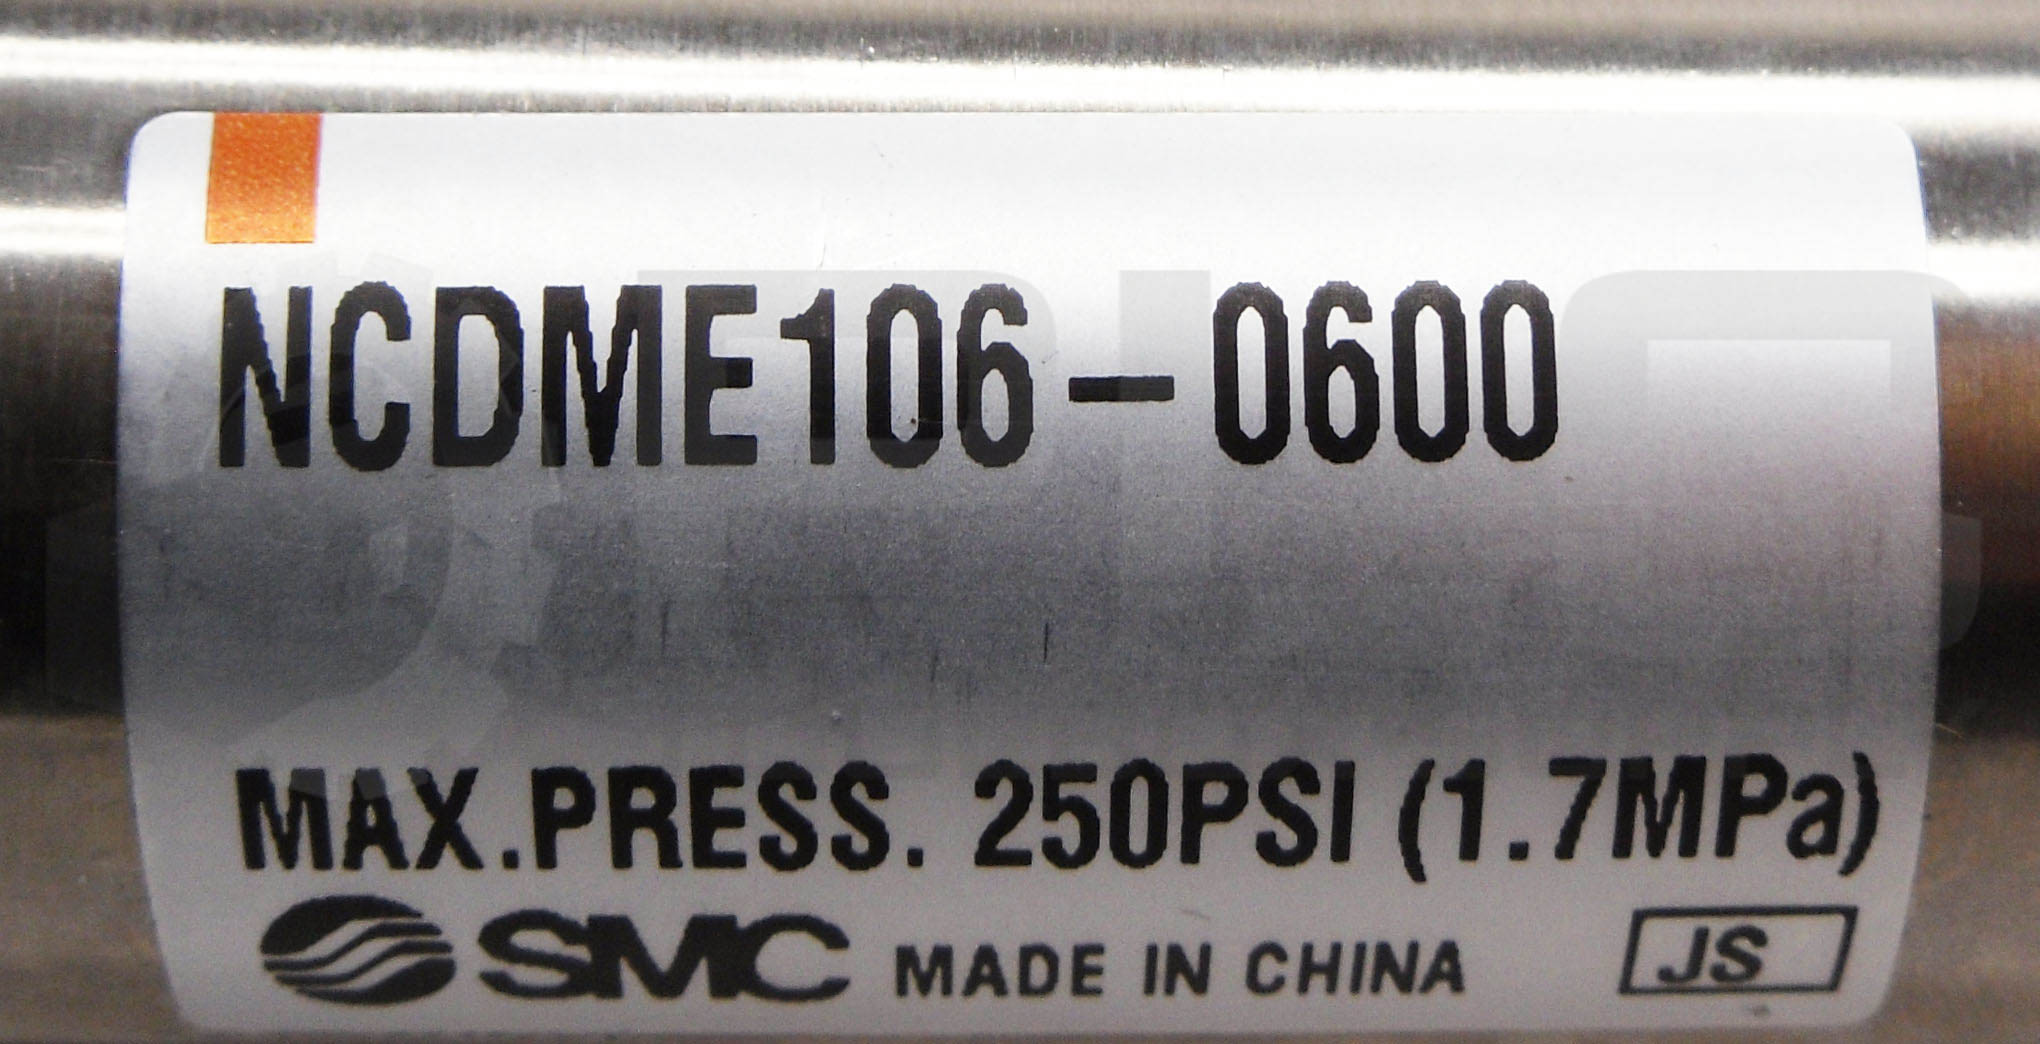 NCDME106-0600
MAX.PRESS. 250PSI (1.7MPa)
SMC MADE IN CHINA JS